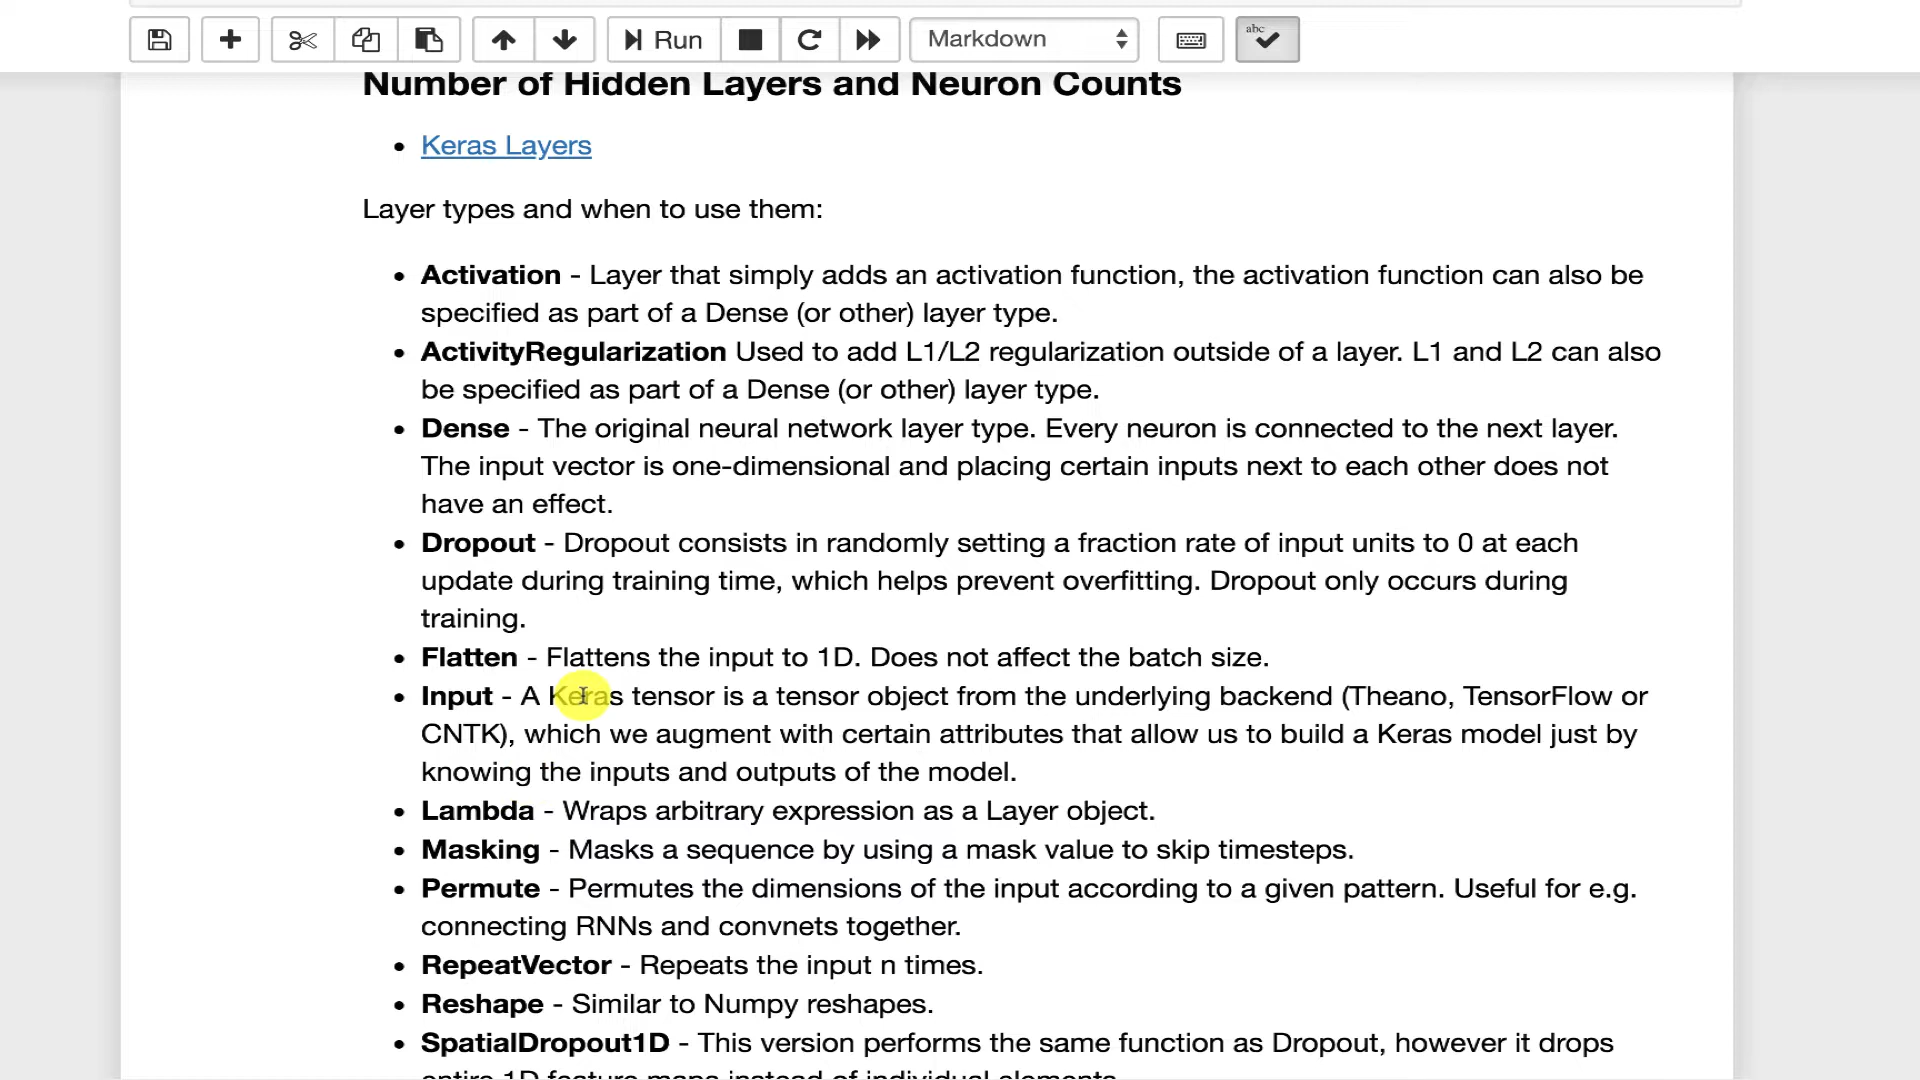 Run
Markdown
abc
Number of Hidden Layers and Neuron Counts
• Keras Layers
Layer types and when to use them:
• Activation - Layer that simply adds an activation function, the activation function can also be
specified as part of a Dense (or other) layer type.
• ActivityRegularization Used to add L1/L2 regularization outside of a layer. L1 and L2 can also
be specified as part of a Dense (or other) layer type.
• Dense - The original neural network layer type. Every neuron is connected to the next layer.
The input vector is one-dimensional and placing certain inputs next to each other does not
have an effect.
• Dropout - Dropout consists in randomly setting a fraction rate of input units to 0 at each
update during training time, which helps prevent overfitting. Dropout only occurs during
training.
• Flatten - Flattens the input to 1D. Does not affect the batch size.
• Input - A Keras tensor is a tensor object from the underlying backend (Theano, TensorFlow or
CNTK), which we augment with certain attributes that allow us to build a Keras model just by
knowing the inputs and outputs of the model.
• Lambda - Wraps arbitrary expression as a Layer object.
• Masking - Masks a sequence by using a mask value to skip timesteps.
• Permute - Permutes the dimensions of the input according to a given pattern. Useful for e.g.
connecting RNNs and convnets together.
• RepeatVector - Repeats the input n times.
• Reshape - Similar to Numpy reshapes.
• SpatialDropout1D - This version performs the same function as Dropout, however it drops
entire 1D feature maps instead of individual elements.